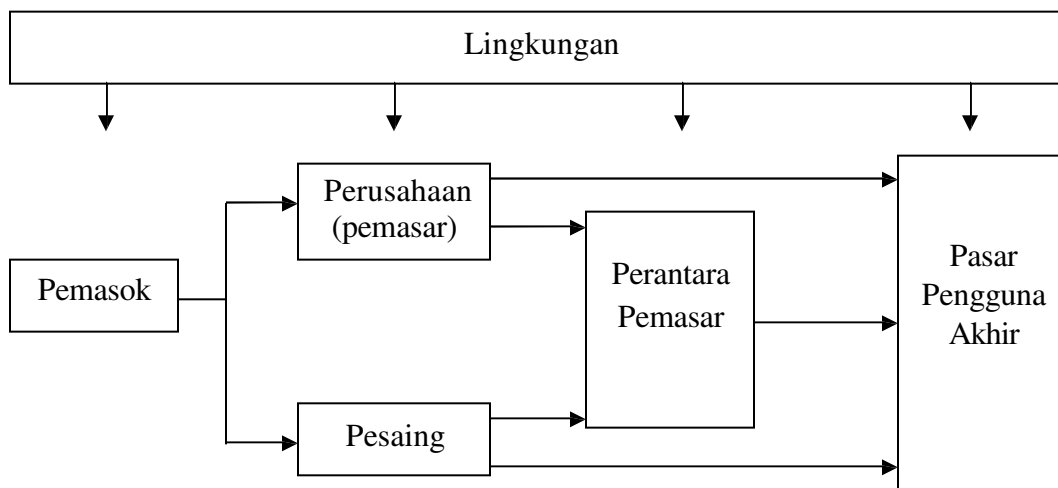 Lingkungan
Perusahaan
(pemasar)
Pemasok
Perantara
Pemasar
Pasar
Pengguna
Akhir
Pesaing